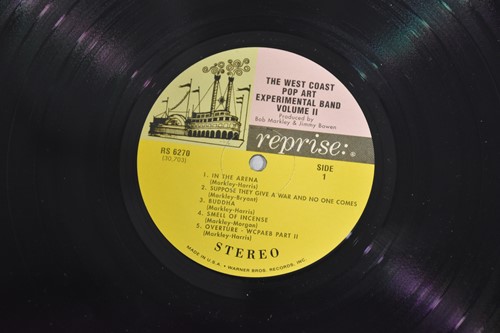 THE WEST COAST
POP ART
EXPERIMENTAL BAND
VOLUME II
Produced by
Bob Markley & Jimmy Bowen
reprise:
RS 6270
(30,703)
SIDE
1
1. IN THE ARENA
(Markley-Harris)
2. SUPPOSE THEY GIVE A WAR AND NO ONE COMES
(Markley-Bryant)
3. BUDDHA
(Markley-Harris)
4. SMELL OF INCENSE
(Markley-Morgan)
5. OVERTURE - WCPAEB PART II
(Markley-Harris)
STEREO
MADE IN U.S.A. • WARNER BROS. RECORDS, INC.